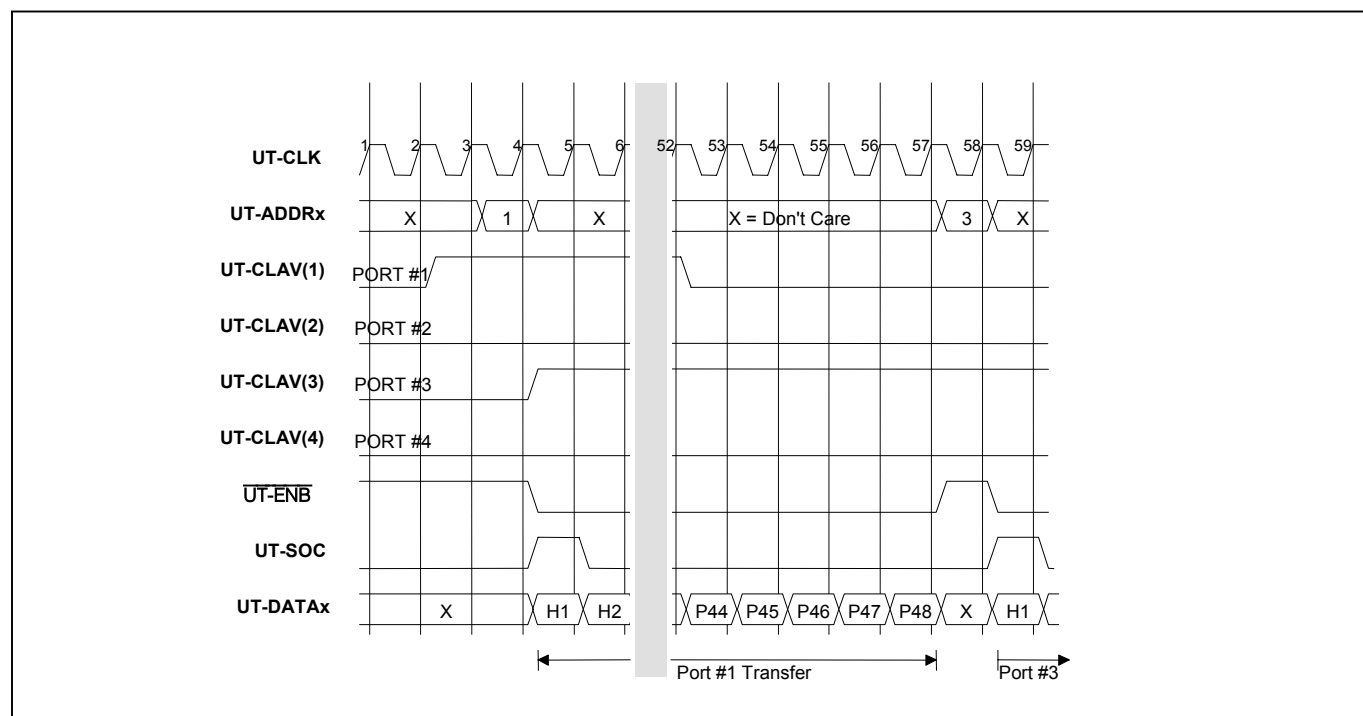 UT-CLK 1 2 3 4 5 6 52 53 54 55 56 57 58 59
UT-ADDRx X 1 X X = Don't Care 3 X
UT-CLAV(1) PORT #1
UT-CLAV(2) PORT #2
UT-CLAV(3) PORT #3
UT-CLAV(4) PORT #4
UT-ENB
UT-SOC
UT-DATAx X H1 H2 P44 P45 P46 P47 P48 X H1
Port #1 Transfer Port #3